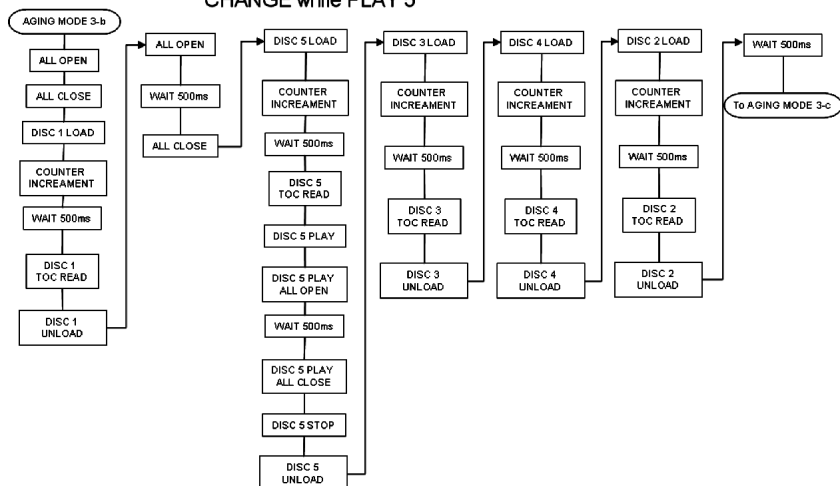 CHANGE while PLAY 5
AGING MODE 3-b
ALL OPEN
ALL CLOSE
DISC 1 LOAD
COUNTER
INCREAMENT
WAIT 500ms
DISC 1
TOC READ
DISC 1
UNLOAD
ALL OPEN
WAIT 500ms
ALL CLOSE
DISC 5 LOAD
COUNTER
INCREAMENT
WAIT 500ms
DISC 5
TOC READ
DISC 5 PLAY
DISC 5 PLAY
ALL OPEN
WAIT 500ms
DISC 5 PLAY
ALL CLOSE
DISC 5 STOP
DISC 5
UNLOAD
DISC 3 LOAD
COUNTER
INCREAMENT
WAIT 500ms
DISC 3
TOC READ
DISC 3
UNLOAD
DISC 4 LOAD
COUNTER
INCREAMENT
WAIT 500ms
DISC 4
TOC READ
DISC 4
UNLOAD
DISC 2 LOAD
COUNTER
INCREAMENT
WAIT 500ms
DISC 2
TOC READ
DISC 2
UNLOAD
WAIT 500ms
To AGING MODE 3-c